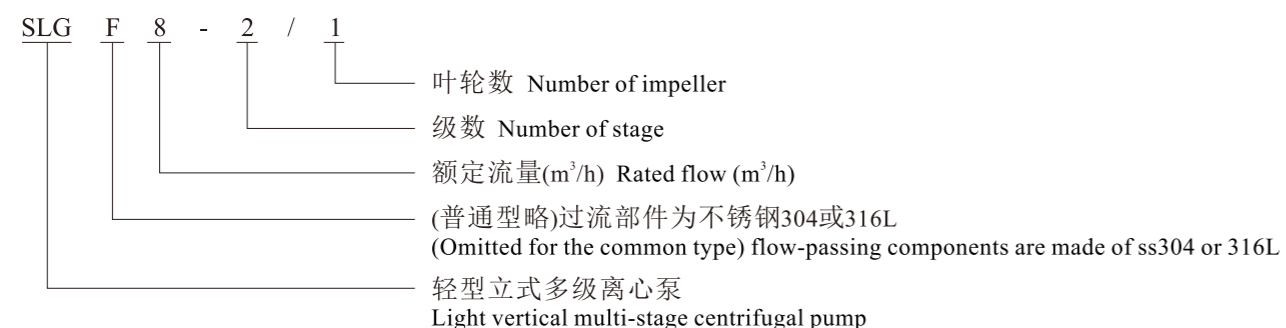 SLG F 8 - 2 / 1
叶轮数 Number of impeller
级数 Number of stage
额定流量(m³/h) Rated flow (m³/h)
(普通型略)过流部件为不锈钢304或316L
(Omitted for the common type) flow-passing components are made of ss304 or 316L
轻型立式多级离心泵
Light vertical multi-stage centrifugal pump